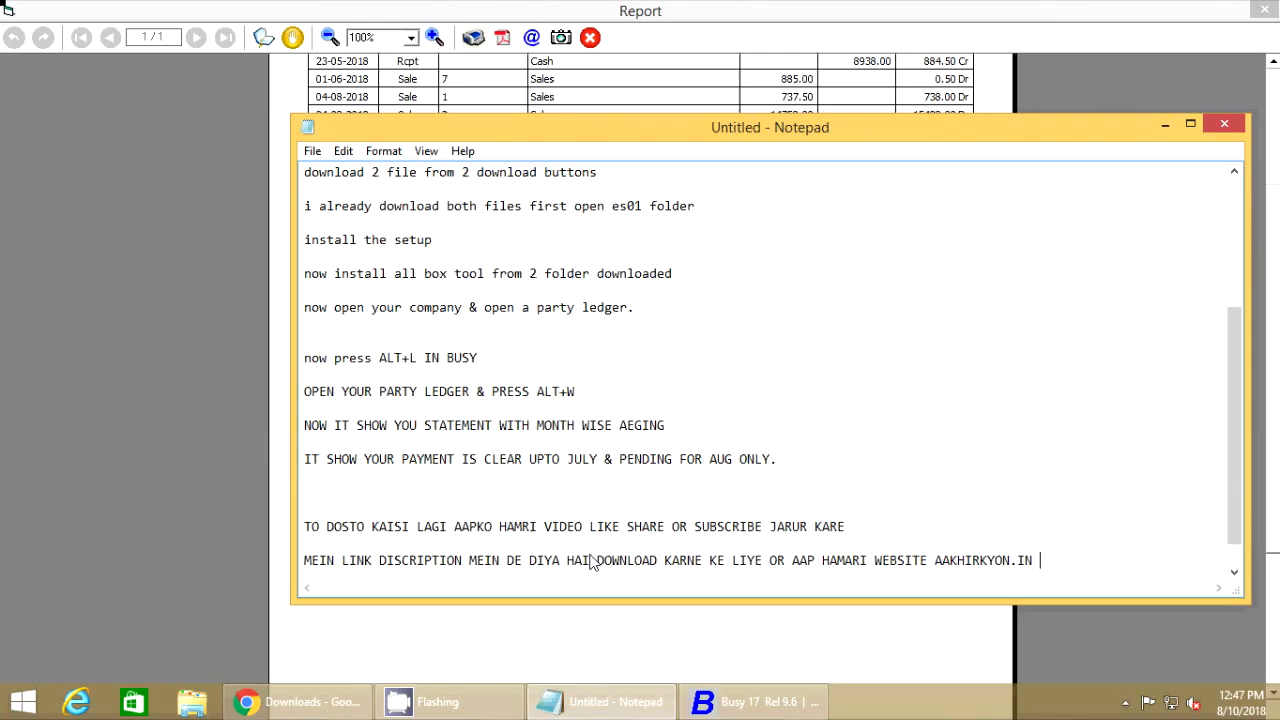 Report
1 / 1
100%
23-05-2018 Rcpt Cash 8938.00 884.50 Cr
01-06-2018 Sale 7 Sales 885.00 0.50 Dr
04-08-2018 Sale 1 Sales 737.50 738.00 Dr
Untitled - Notepad
File Edit Format View Help
download 2 file from 2 download buttons
i already download both files first open es01 folder
install the setup
now install all box tool from 2 folder downloaded
now open your company & open a party ledger.
now press ALT+L IN BUSY
OPEN YOUR PARTY LEDGER & PRESS ALT+W
NOW IT SHOW YOU STATEMENT WITH MONTH WISE AEGING
IT SHOW YOUR PAYMENT IS CLEAR UPTO JULY & PENDING FOR AUG ONLY.
TO DOSTO KAISI LAGI AAPKO HAMRI VIDEO LIKE SHARE OR SUBSCRIBE JARUR KARE
MEIN LINK DISCRIPTION MEIN DE DIYA HAI DOWNLOAD KARNE KE LIYE OR AAP HAMARI WEBSITE AAKHIRKYON.IN
Downloads - Goo... Flashing Untitled - Notepad Busy 17 Rel 9.6 | ... 12:47 PM
8/10/2018